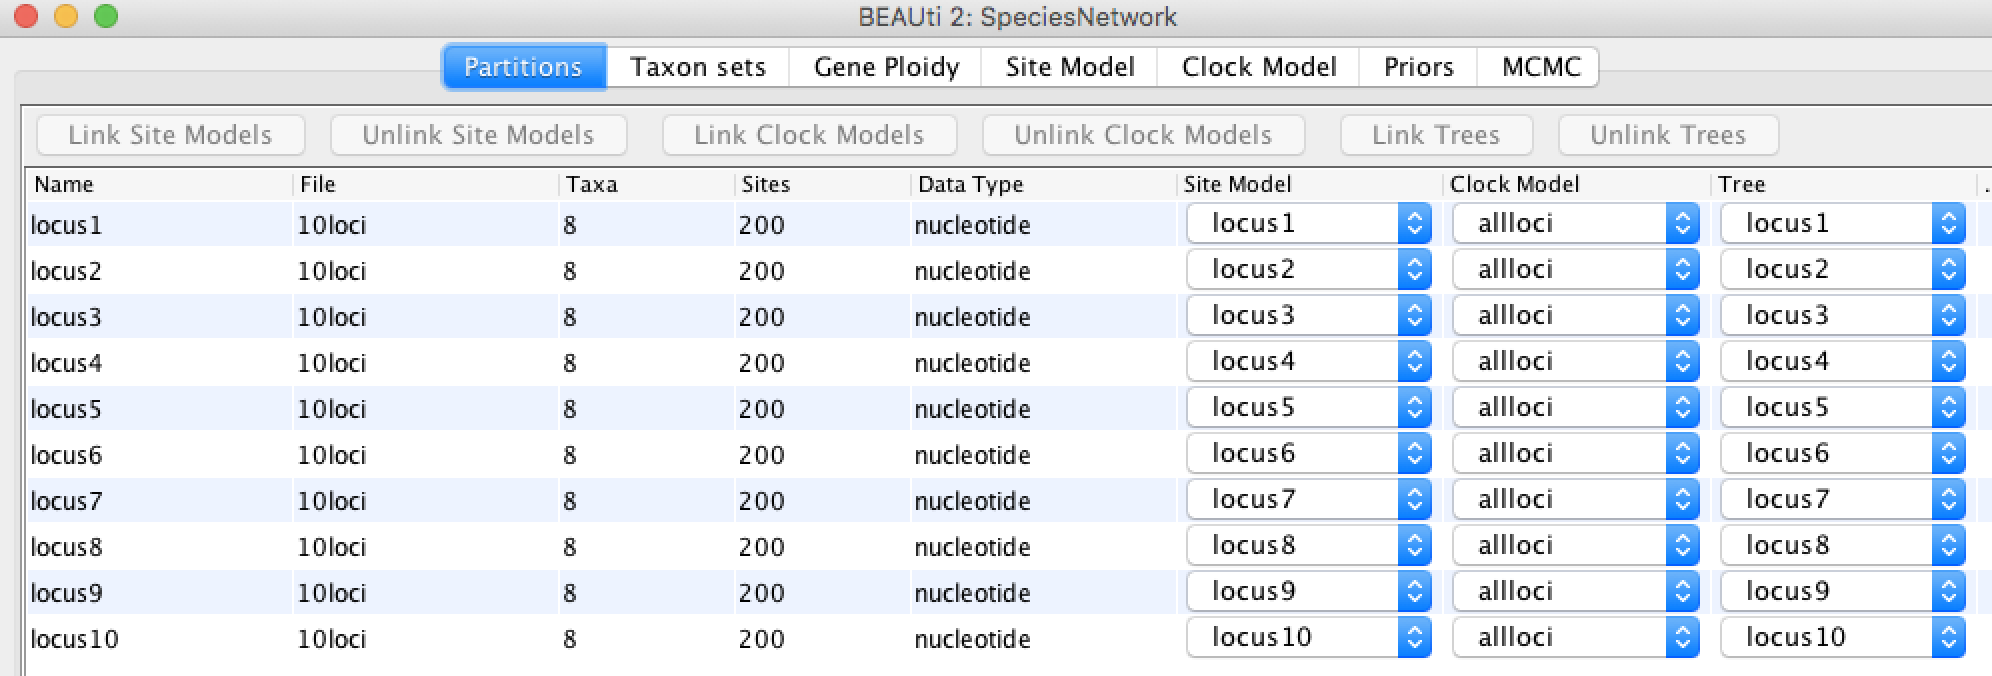 BEAUti 2: SpeciesNetwork
Partitions Taxon sets Gene Ploidy Site Model Clock Model Priors MCMC
Link Site Models Unlink Site Models Link Clock Models Unlink Clock Models Link Trees Unlink Trees
Name File Taxa Sites Data Type Site Model Clock Model Tree .
locus1 10loci 8 200 nucleotide locus1 allloci locus1
locus2 10loci 8 200 nucleotide locus2 allloci locus2
locus3 10loci 8 200 nucleotide locus3 allloci locus3
locus4 10loci 8 200 nucleotide locus4 allloci locus4
locus5 10loci 8 200 nucleotide locus5 allloci locus5
locus6 10loci 8 200 nucleotide locus6 allloci locus6
locus7 10loci 8 200 nucleotide locus7 allloci locus7
locus8 10loci 8 200 nucleotide locus8 allloci locus8
locus9 10loci 8 200 nucleotide locus9 allloci locus9
locus10 10loci 8 200 nucleotide locus10 allloci locus10